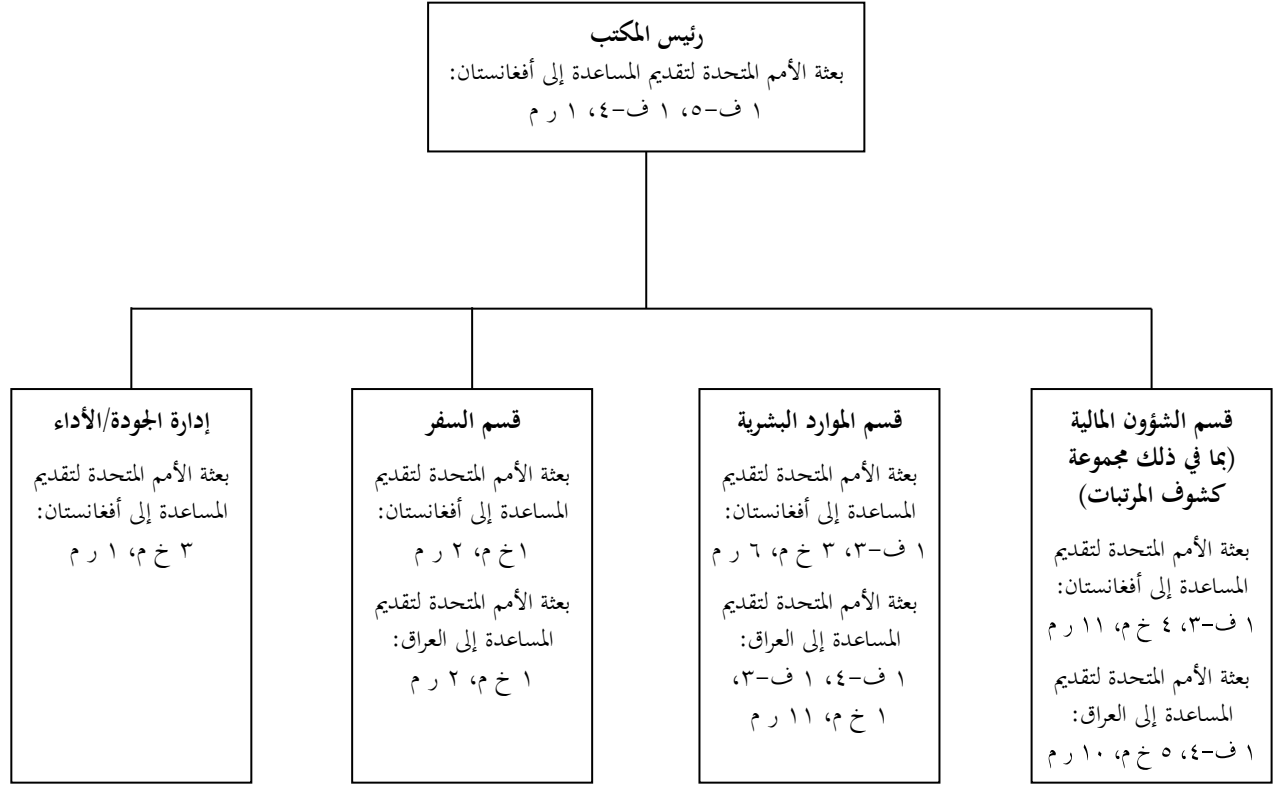 رئيس المكتب
بعثة الأمم المتحدة لتقديم المساعدة إلى أفغانستان:
١ ف-٥، ١ ف-٤، ١ ر م
قسم الشؤون المالية
(بما في ذلك مجموعة
كشوف المرتبات)
بعثة الأمم المتحدة لتقديم
المساعدة إلى أفغانستان:
١ ف-٣، ٤ خ م، ١١ ر م
بعثة الأمم المتحدة لتقديم
المساعدة إلى العراق:
١ ف-٤، ٥ خ م، ١٠ ر م
قسم الموارد البشرية
بعثة الأمم المتحدة لتقديم
المساعدة إلى أفغانستان:
١ ف-٣، ٣ خ م، ٦ ر م
بعثة الأمم المتحدة لتقديم
المساعدة إلى العراق:
١ ف-٤، ١ ف-٣،
١ خ م، ١١ ر م
قسم السفر
بعثة الأمم المتحدة لتقديم
المساعدة إلى أفغانستان:
١خ م، ٢ ر م
بعثة الأمم المتحدة لتقديم
المساعدة إلى العراق:
١ خ م، ٢ ر م
إدارة الجودة/الأداء
بعثة الأمم المتحدة لتقديم
المساعدة إلى أفغانستان:
٣ خ م، ١ ر م